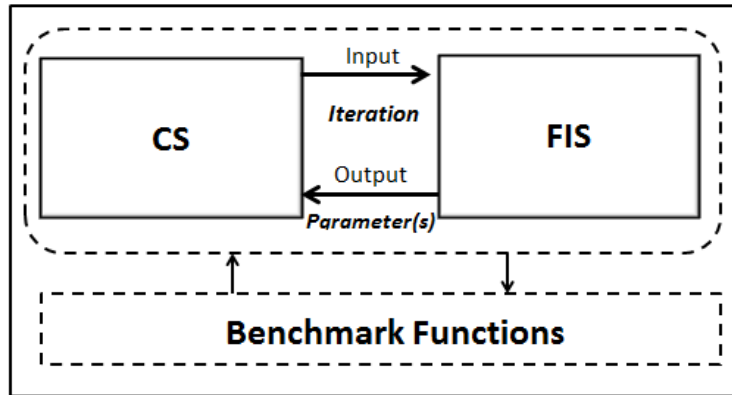 Input
CS
Iteration
FIS
Output
Parameter(s)
Benchmark Functions